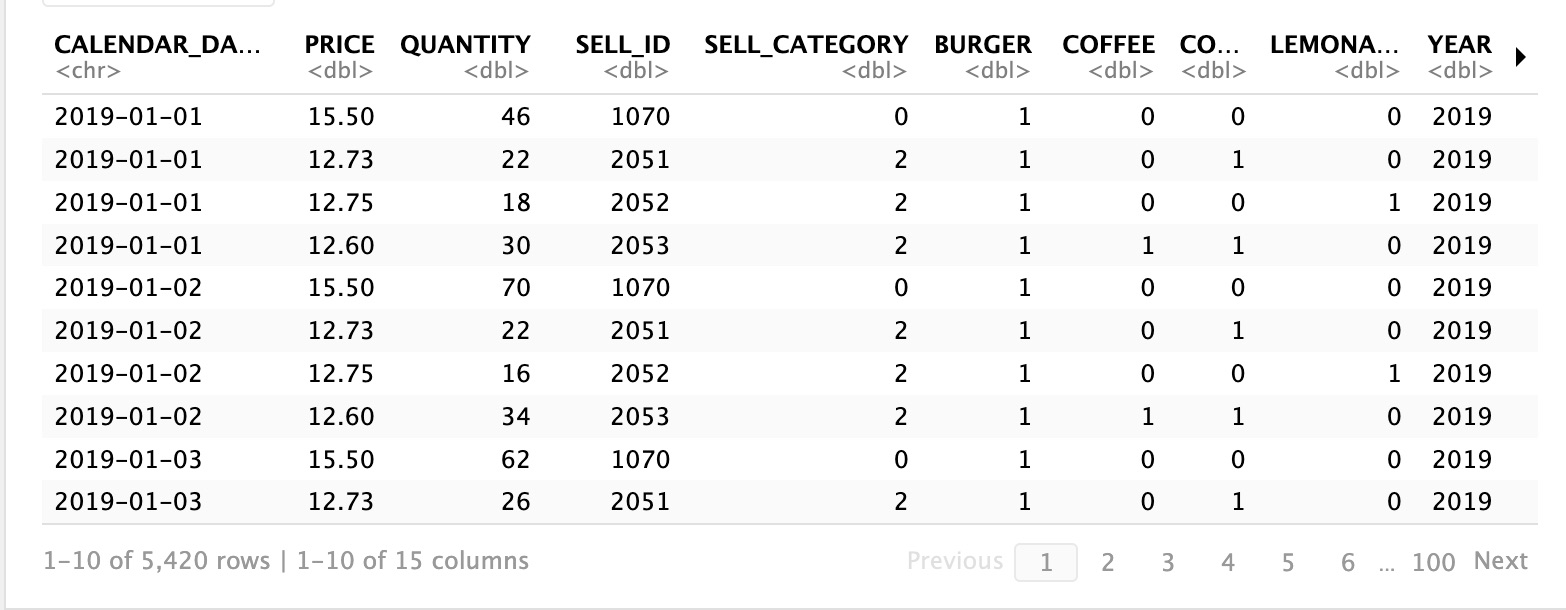 CALENDAR_DA... PRICE QUANTITY SELL_ID SELL_CATEGORY BURGER COFFEE CO... LEMONA... YEAR
<chr> <dbl> <dbl> <dbl> <dbl> <dbl> <dbl> <dbl> <dbl> <dbl>
2019-01-01 15.50 46 1070 0 1 0 0 0 2019
2019-01-01 12.73 22 2051 2 1 0 1 0 2019
2019-01-01 12.75 18 2052 2 1 0 0 1 2019
2019-01-01 12.60 30 2053 2 1 1 1 0 2019
2019-01-02 15.50 70 1070 0 1 0 0 0 2019
2019-01-02 12.73 22 2051 2 1 0 1 0 2019
2019-01-02 12.75 16 2052 2 1 0 0 1 2019
2019-01-02 12.60 34 2053 2 1 1 1 0 2019
2019-01-03 15.50 62 1070 0 1 0 0 0 2019
2019-01-03 12.73 26 2051 2 1 0 1 0 2019
1-10 of 5,420 rows | 1-10 of 15 columns Previous 1 2 3 4 5 6 ... 100 Next